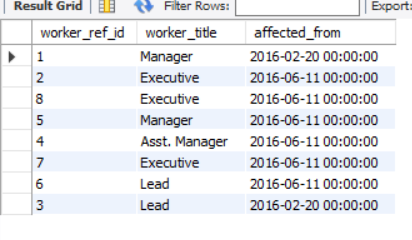 Result Grid Filter Rows: Export:
worker_ref_id worker_title affected_from
1 Manager 2016-02-20 00:00:00
2 Executive 2016-06-11 00:00:00
8 Executive 2016-06-11 00:00:00
5 Manager 2016-06-11 00:00:00
4 Asst. Manager 2016-06-11 00:00:00
7 Executive 2016-06-11 00:00:00
6 Lead 2016-06-11 00:00:00
3 Lead 2016-02-20 00:00:00